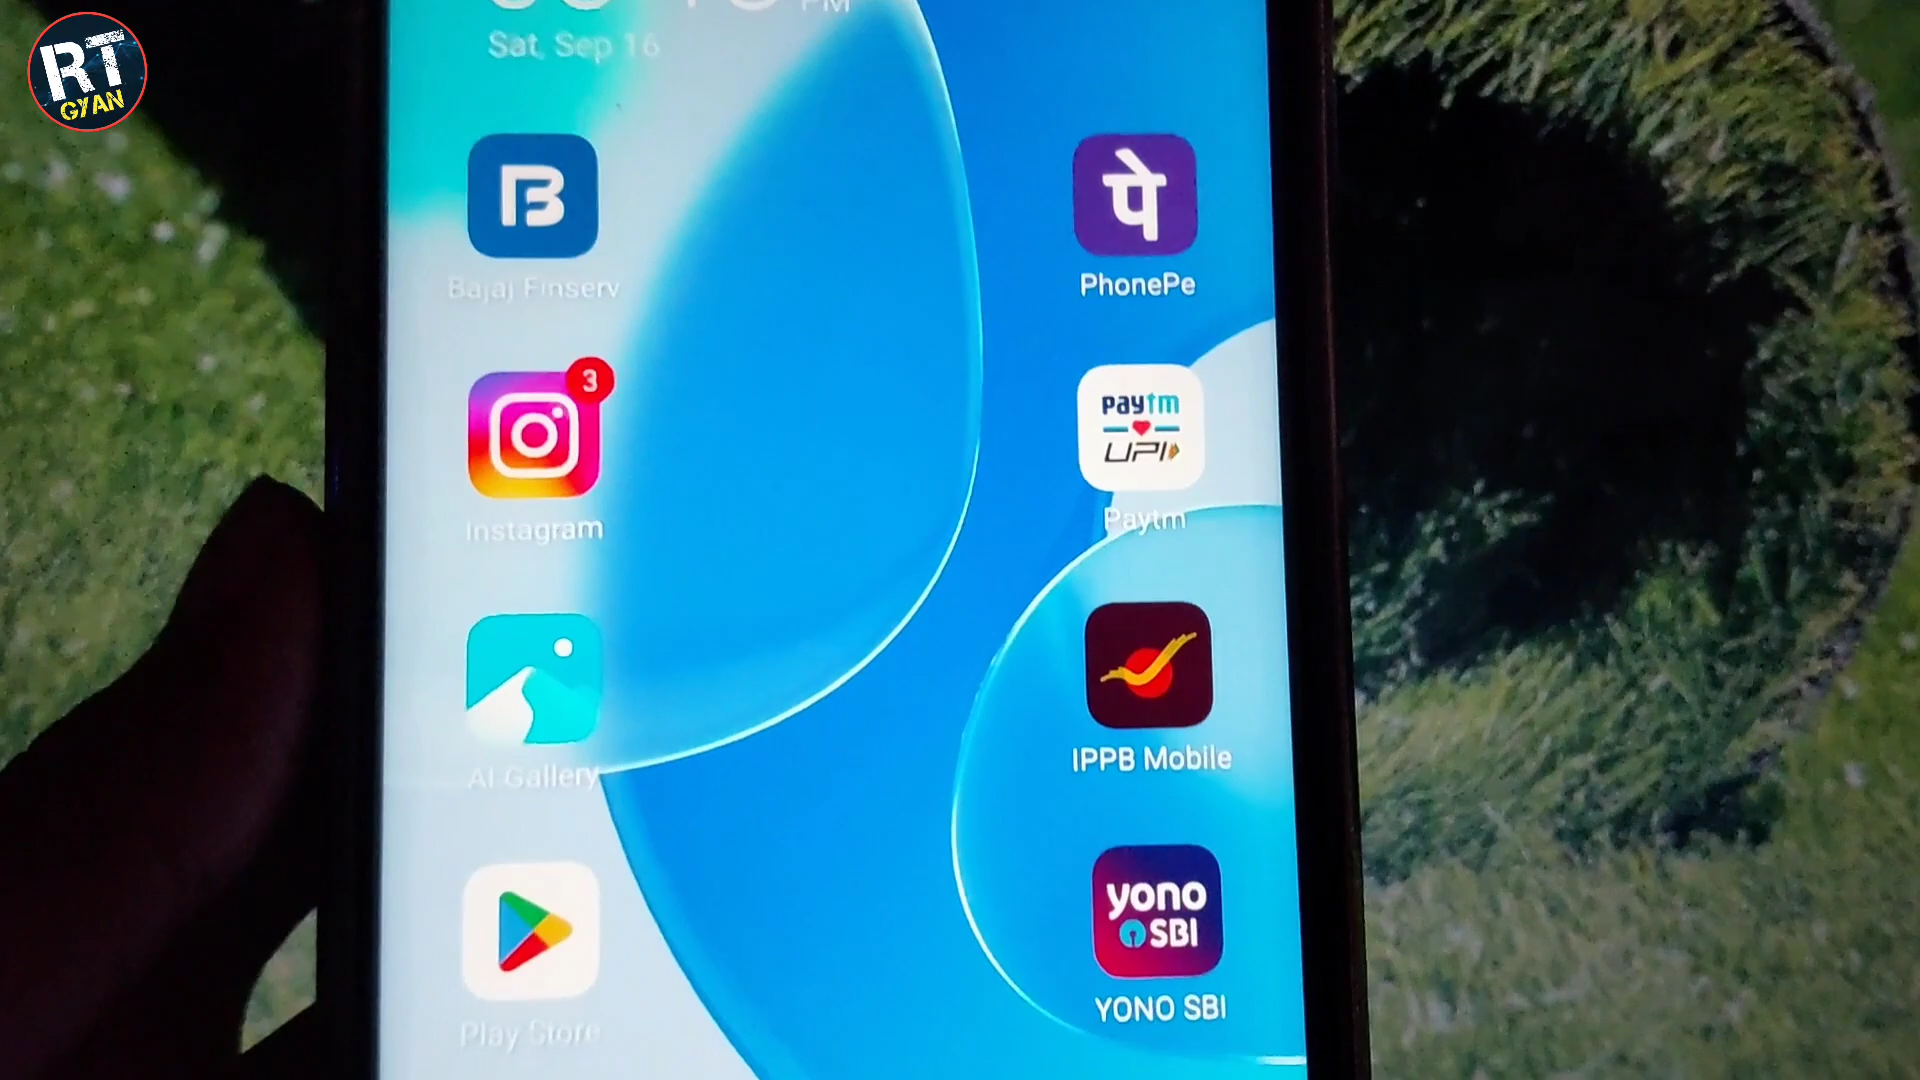 RT
GYAN
PM
Sat, Sep 16
Bajaj Finserv
पे
PhonePe
3
Instagram
paytm
UPI
Paytm
AI Gallery
IPPB Mobile
yono
SBI
YONO SBI
Play Store